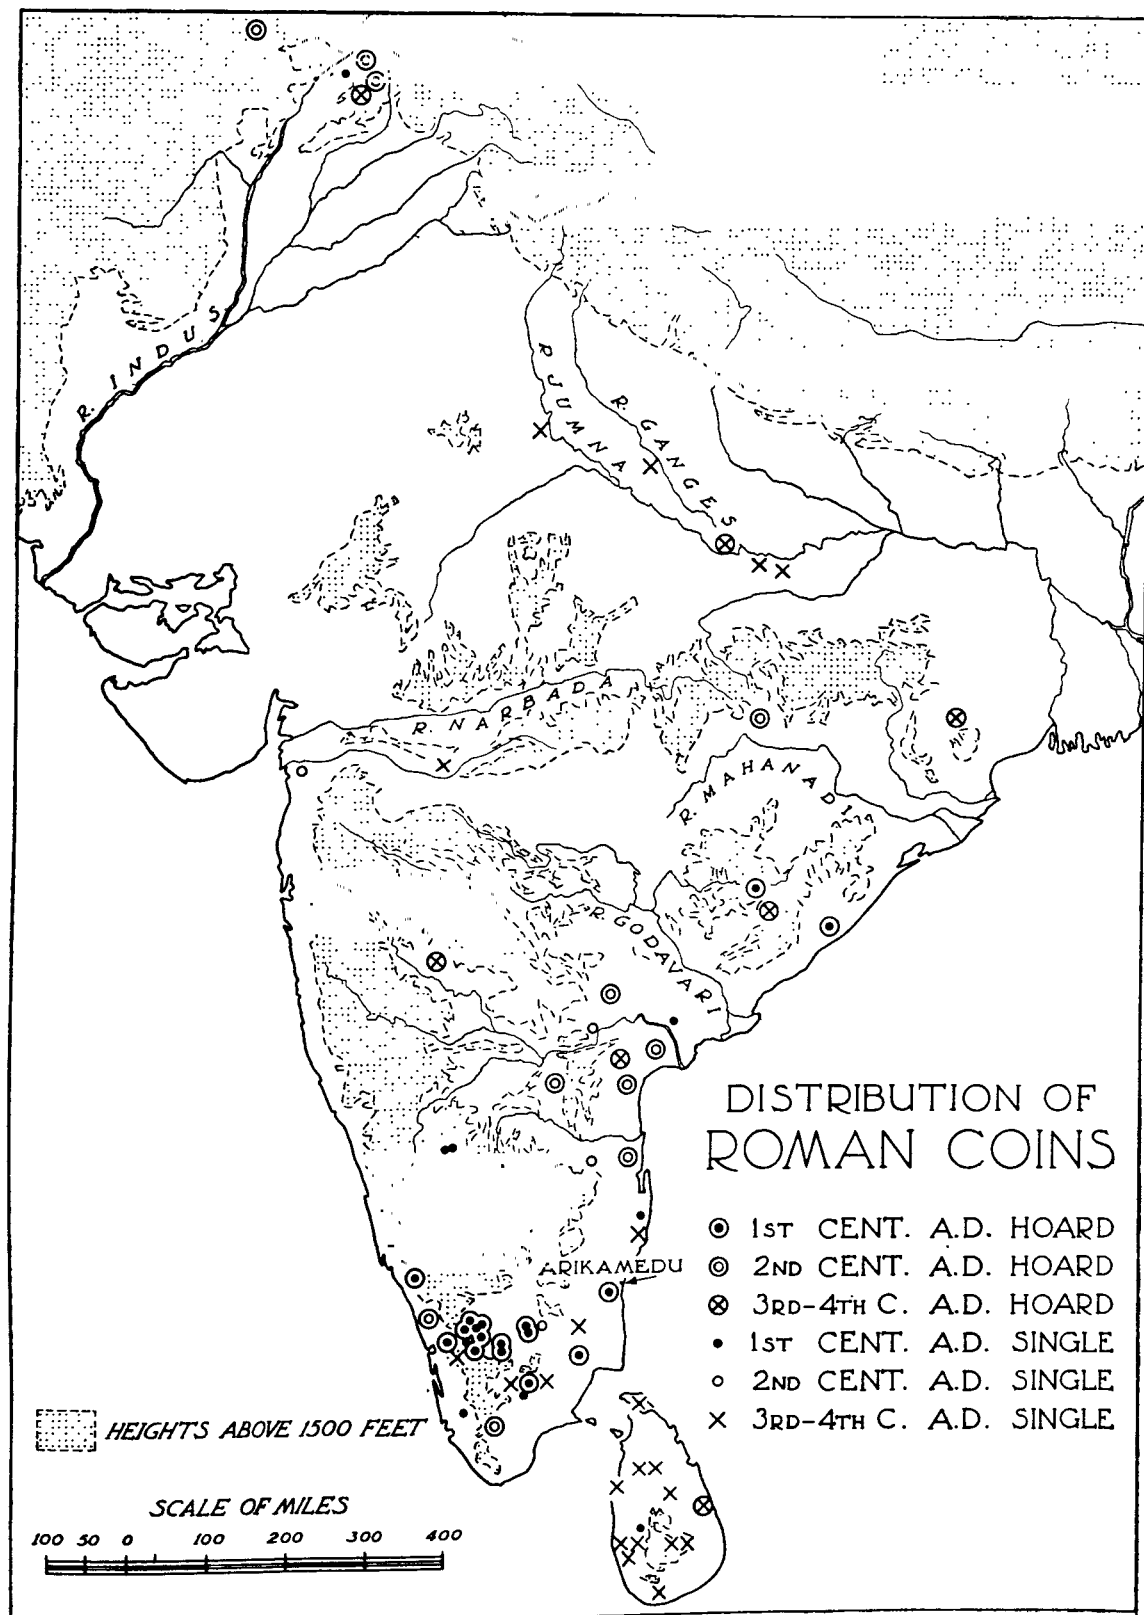 R. INDUS
R. JUMNA
R. GANGES
R. NARBADA
R. MAHANADI
R. GODAVARI
DISTRIBUTION OF
ROMAN COINS
1ST CENT. A.D. HOARD
2ND CENT. A.D. HOARD
3RD-4TH C. A.D. HOARD
1ST CENT. A.D. SINGLE
2ND CENT. A.D. SINGLE
3RD-4TH C. A.D. SINGLE
ARIKAMEDU
HEIGHTS ABOVE 1500 FEET
SCALE OF MILES
100 50 0 100 200 300 400